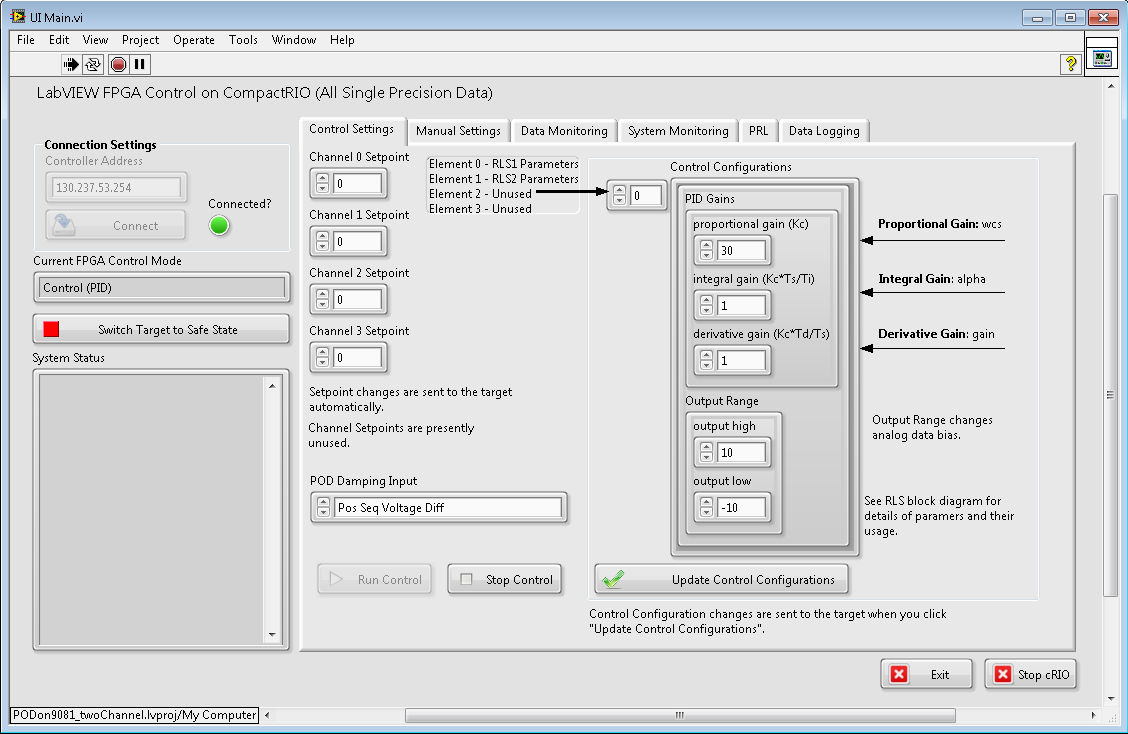 UI Main.vi
File Edit View Project Operate Tools Window Help
LabVIEW FPGA Control on CompactRIO (All Single Precision Data)
Connection Settings
Controller Address
130.237.53.254
Connect
Connected?
Current FPGA Control Mode
Control (PID)
Switch Target to Safe State
System Status
Control Settings Manual Settings Data Monitoring System Monitoring PRL Data Logging
Channel 0 Setpoint
0
Channel 1 Setpoint
0
Channel 2 Setpoint
0
Channel 3 Setpoint
0
Setpoint changes are sent to the target
automatically.
Channel Setpoints are presently
unused.
POD Damping Input
Pos Seq Voltage Diff
Run Control
Stop Control
Element 0 - RLS1 Parameters
Element 1 - RLS2 Parameters
Element 2 - Unused
Element 3 - Unused
Control Configurations
0
PID Gains
proportional gain (Kc)
30
integral gain (Kc*Ts/Ti)
1
derivative gain (Kc*Td/Ts)
1
Output Range
output high
10
output low
-10
Proportional Gain: wcs
Integral Gain: alpha
Derivative Gain: gain
Output Range changes
analog data bias.
See RLS block diagram for
details of paramers and their
usage.
Update Control Configurations
Control Configuration changes are sent to the target when you click
"Update Control Configurations".
Exit
Stop cRIO
PODon9081_twoChannel.lvproj/My Computer